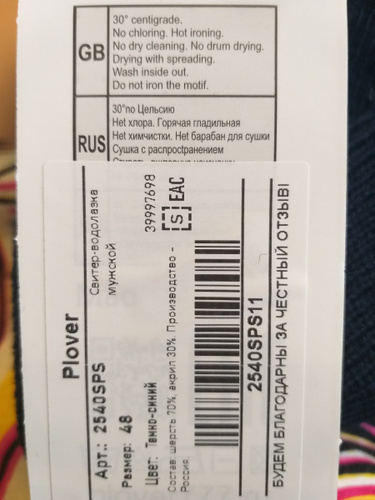 GB
30° centigrade.
No chloring. Hot ironing.
No dry cleaning. No drum drying.
Drying with spreading.
Wash inside out.
Do not iron the motif.
RUS
30°по Цельсию
Нет хлора. Горячая гладильная
Нет химчистки. Нет барабан для сушки
Сушка с распространением
Plover
Свитер-водолазка
мужской
39997698
S EAC
Арт.: 2540SPS
Размер: 48
Цвет: Темно-синий
Состав: шерсть 70%, акрил 30%. Производство -
Россия.
2540SPS11
БУДЕМ БЛАГОДАРНЫ ЗА ЧЕСТНЫЙ ОТЗЫВ!